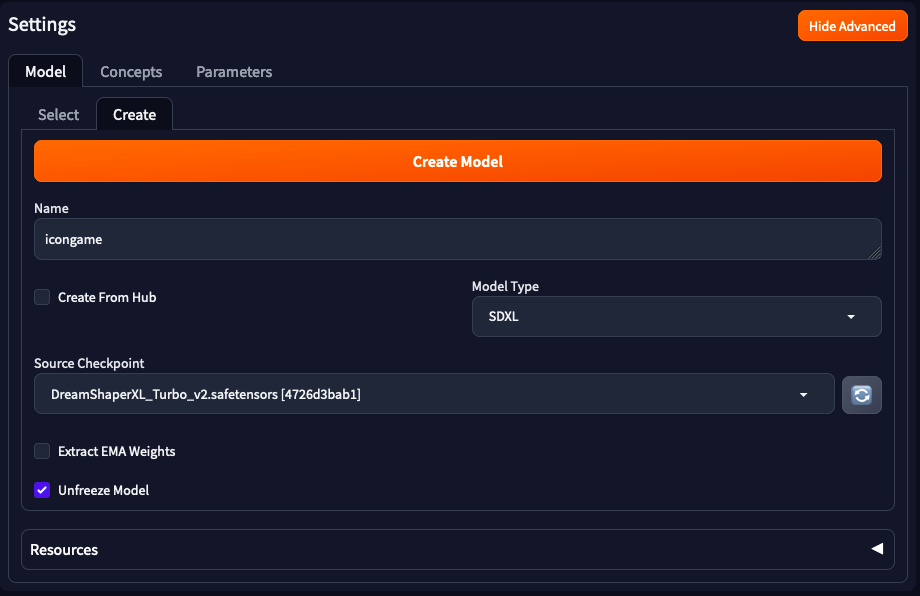 Settings
Hide Advanced
Model
Concepts
Parameters
Select
Create
Create Model
Name
icongame
Create From Hub
Model Type
SDXL
Source Checkpoint
DreamShaperXL_Turbo_v2.safetensors [4726d3bab1]
Extract EMA Weights
Unfreeze Model
Resources